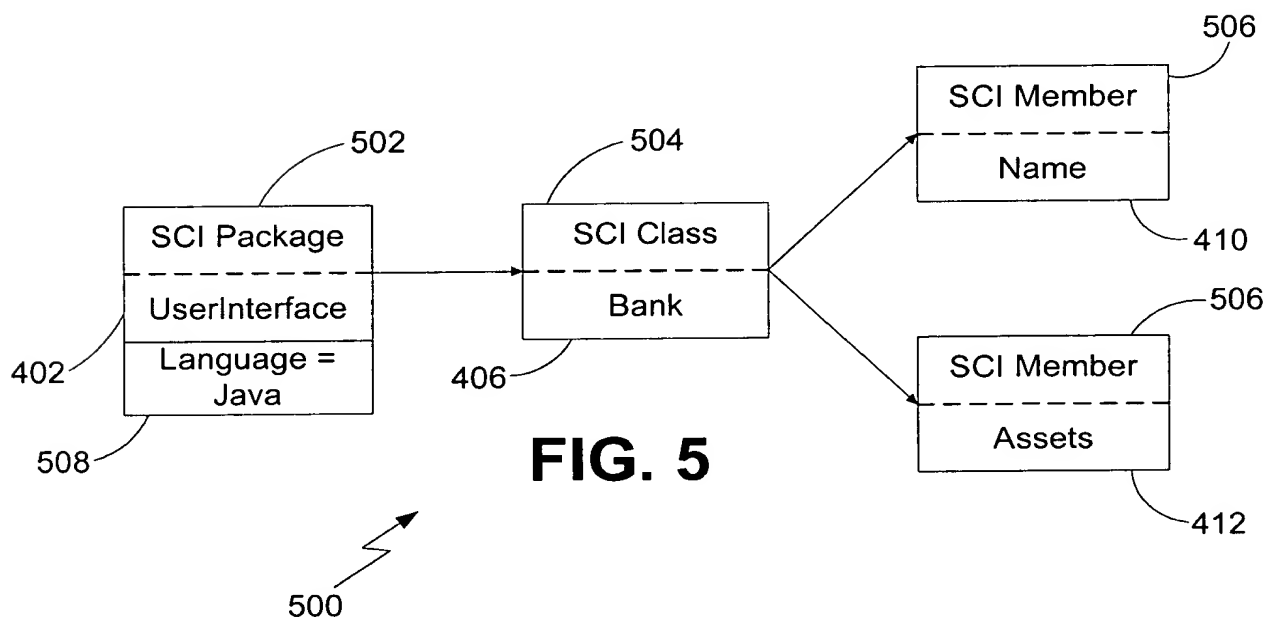 506
SCI Member
Name
410
502
504
SCI Package
UserInterface
402
Language =
Java
508
SCI Class
Bank
406
506
SCI Member
Assets
412
FIG. 5
500